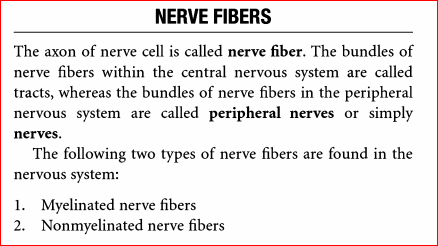 NERVE FIBERS
The axon of nerve cell is called nerve fiber. The bundles of
nerve fibers within the central nervous system are called
tracts, whereas the bundles of nerve fibers in the peripheral
nervous system are called peripheral nerves or simply
nerves.
The following two types of nerve fibers are found in the
nervous system:
1. Myelinated nerve fibers
2. Nonmyelinated nerve fibers